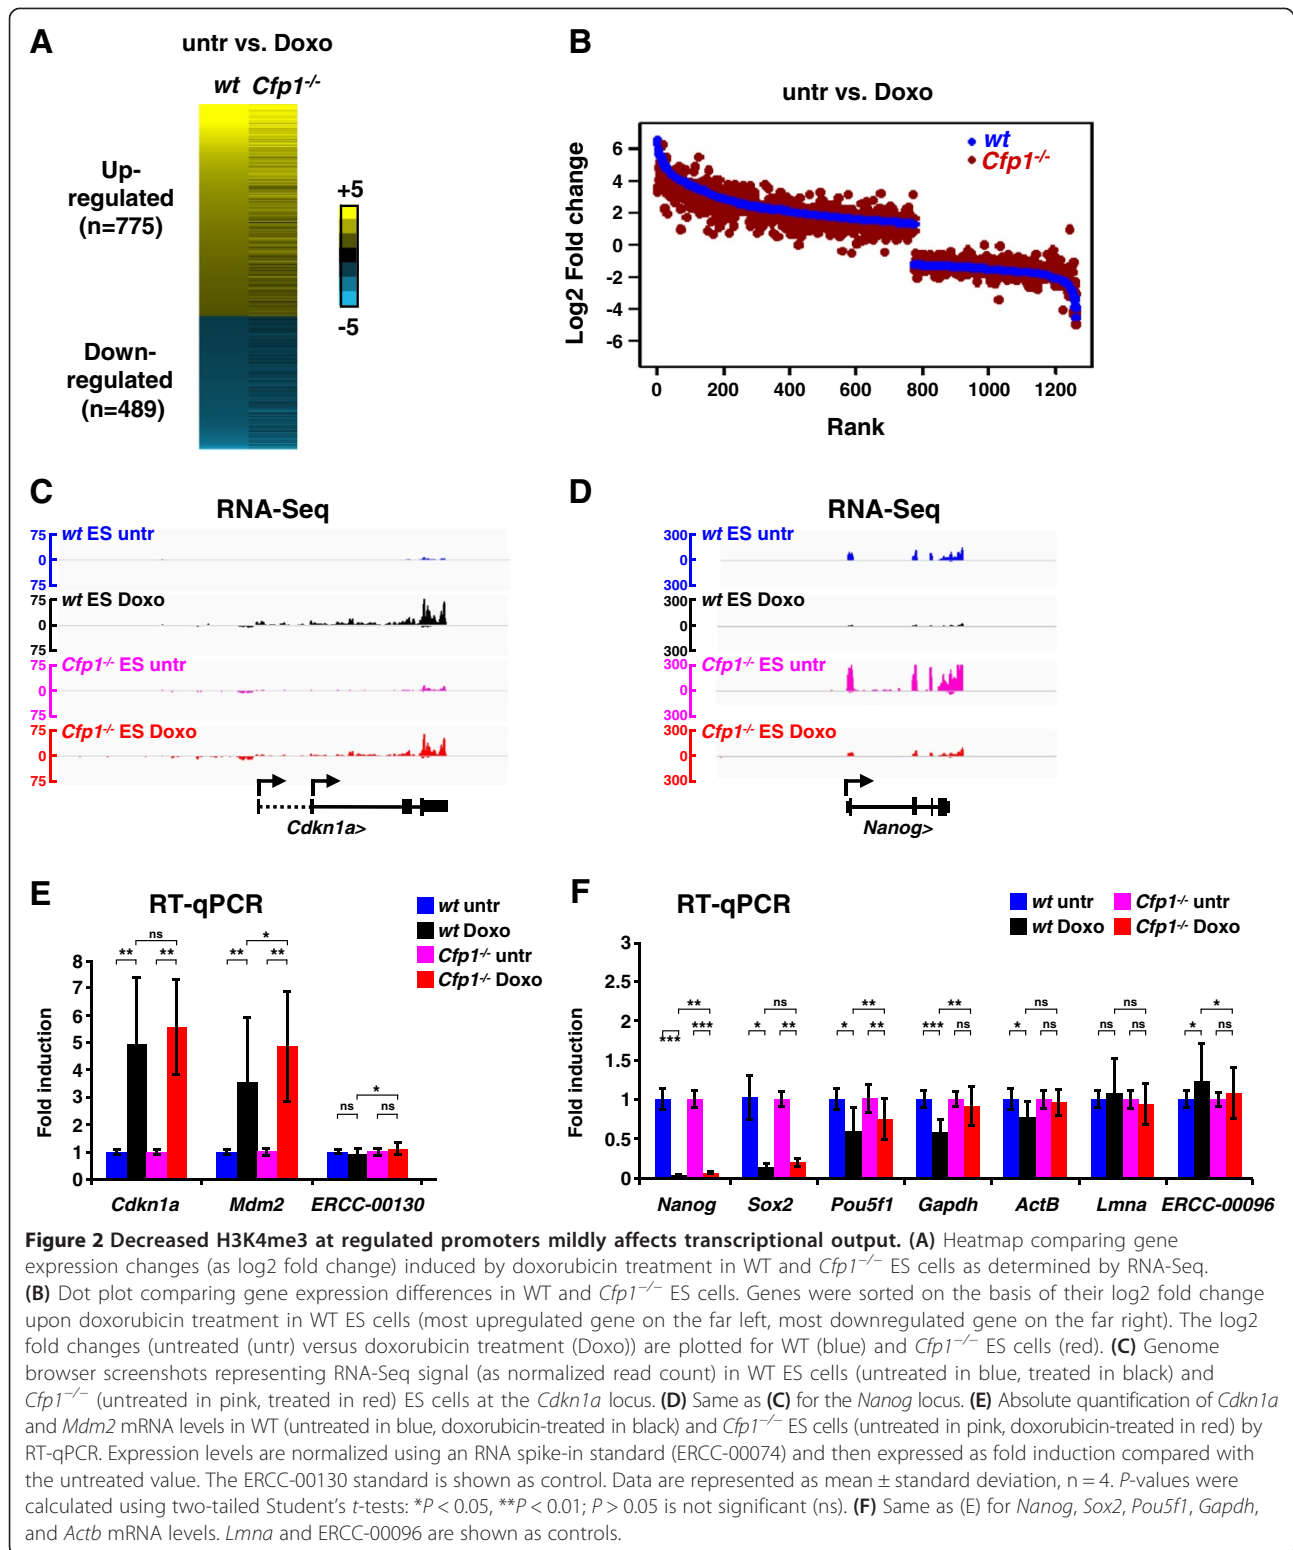 A
untr vs. Doxo
wt Cfp1-/-
Up-
regulated
(n=775)
Down-
regulated
(n=489)
+5
-5
B
untr vs. Doxo
wt
Cfp1-/-
Log2 Fold change
6
4
2
0
-2
-4
-6
0 200 400 600 800 1000 1200
Rank
C
RNA-Seq
75
0
75
wt ES untr
75
0
75
wt ES Doxo
75
0
75
Cfp1-/- ES untr
75
0
75
Cfp1-/- ES Doxo
Cdkn1a>
D
RNA-Seq
300
0
300
wt ES untr
300
0
300
wt ES Doxo
300
0
300
Cfp1-/- ES untr
300
0
300
Cfp1-/- ES Doxo
Nanog>
E
RT-qPCR
wt untr
wt Doxo
Cfp1-/- untr
Cfp1-/- Doxo
Fold induction
8
7
6
5
4
3
2
1
0
ns
** **
*
** **
*
ns ns
Cdkn1a Mdm2 ERCC-00130
F
RT-qPCR
wt untr
Cfp1-/- untr
wt Doxo
Cfp1-/- Doxo
Fold induction
3
2.5
2
1.5
1
0.5
0
** ns ** ** ns ns *
*** *** * ** * ** *** ns * ns ns ns * ns
Nanog Sox2 Pou5f1 Gapdh ActB Lmna ERCC-00096
Figure 2 Decreased H3K4me3 at regulated promoters mildly affects transcriptional output. (A) Heatmap comparing gene
expression changes (as log2 fold change) induced by doxorubicin treatment in WT and Cfp1−/− ES cells as determined by RNA-Seq.
(B) Dot plot comparing gene expression differences in WT and Cfp1−/− ES cells. Genes were sorted on the basis of their log2 fold change
upon doxorubicin treatment in WT ES cells (most upregulated gene on the far left, most downregulated gene on the far right). The log2
fold changes (untreated (untr) versus doxorubicin treatment (Doxo)) are plotted for WT (blue) and Cfp1−/− ES cells (red). (C) Genome
browser screenshots representing RNA-Seq signal (as normalized read count) in WT ES cells (untreated in blue, treated in black) and
Cfp1−/− (untreated in pink, treated in red) ES cells at the Cdkn1a locus. (D) Same as (C) for the Nanog locus. (E) Absolute quantification of Cdkn1a
and Mdm2 mRNA levels in WT (untreated in blue, doxorubicin-treated in black) and Cfp1−/− ES cells (untreated in pink, doxorubicin-treated in red) by
RT-qPCR. Expression levels are normalized using an RNA spike-in standard (ERCC-00074) and then expressed as fold induction compared with
the untreated value. The ERCC-00130 standard is shown as control. Data are represented as mean ± standard deviation, n = 4. P-values were
calculated using two-tailed Student's t-tests: *P < 0.05, **P < 0.01; P > 0.05 is not significant (ns). (F) Same as (E) for Nanog, Sox2, Pou5f1, Gapdh,
and Actb mRNA levels. Lmna and ERCC-00096 are shown as controls.